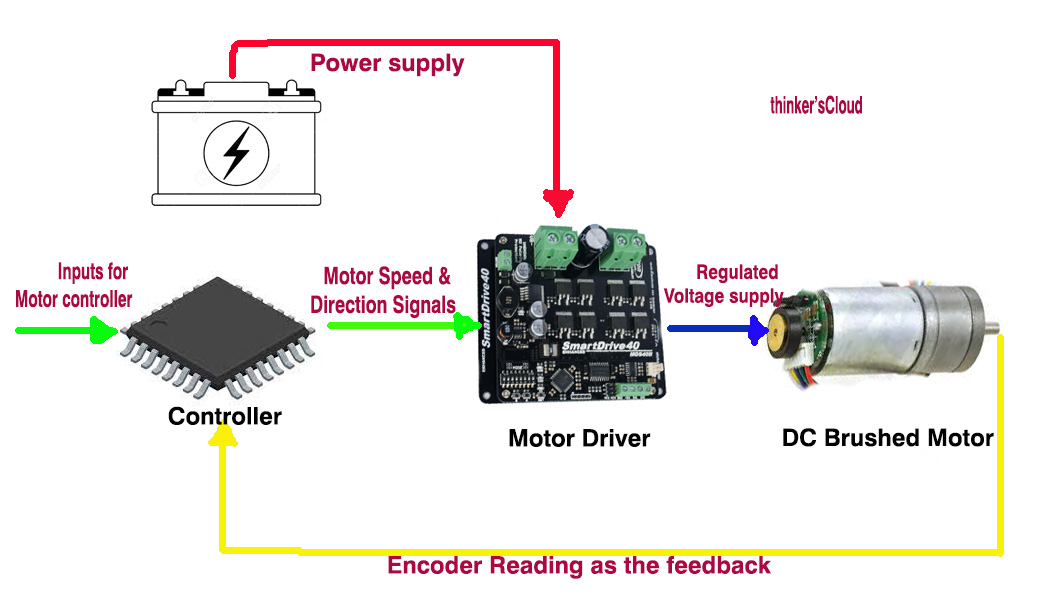 Power supply
thinker'sCloud
Inputs for
Motor controller
Motor Speed &
Direction Signals
Regulated
Voltage supply
SmartDrive40
SmartDrive40
ENHANCED
MDS40B
Controller
Motor Driver
DC Brushed Motor
Encoder Reading as the feedback